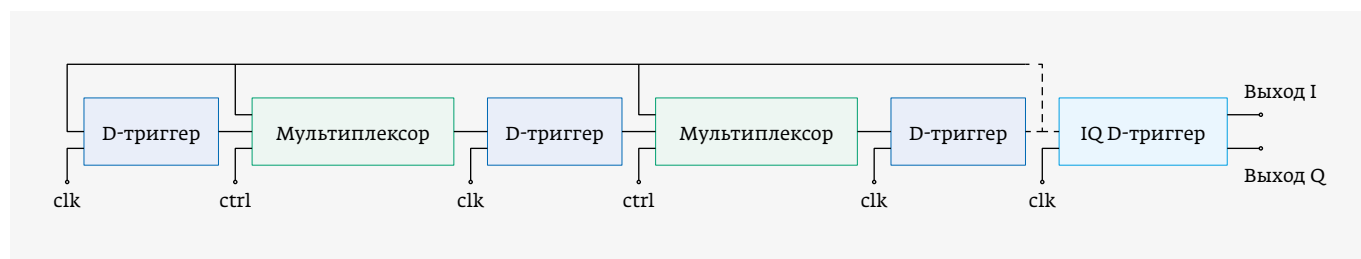 Выход I
D-триггер
Мультиплексор
D-триггер
Мультиплексор
D-триггер
IQ D-триггер
Выход Q
clk
ctrl
clk
ctrl
clk
clk